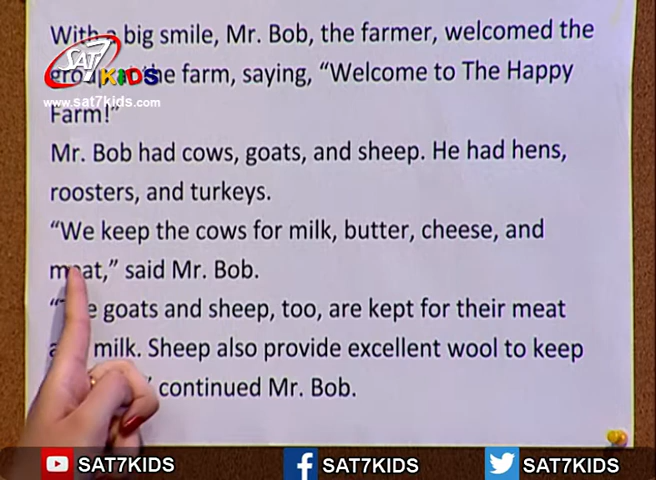 With a big smile, Mr. Bob, the farmer, welcomed the
the farm, saying, “Welcome to The Happy
Farm!”
Mr. Bob had cows, goats, and sheep. He had hens,
roosters, and turkeys.
“We keep the cows for milk, butter, cheese, and
meat,” said Mr. Bob.
goats and sheep, too, are kept for their meat
milk. Sheep also provide excellent wool to keep
continued Mr. Bob.
SAT7
KIDS
www.sat7kids.com
SAT7KIDS
SAT7KIDS
SAT7KIDS